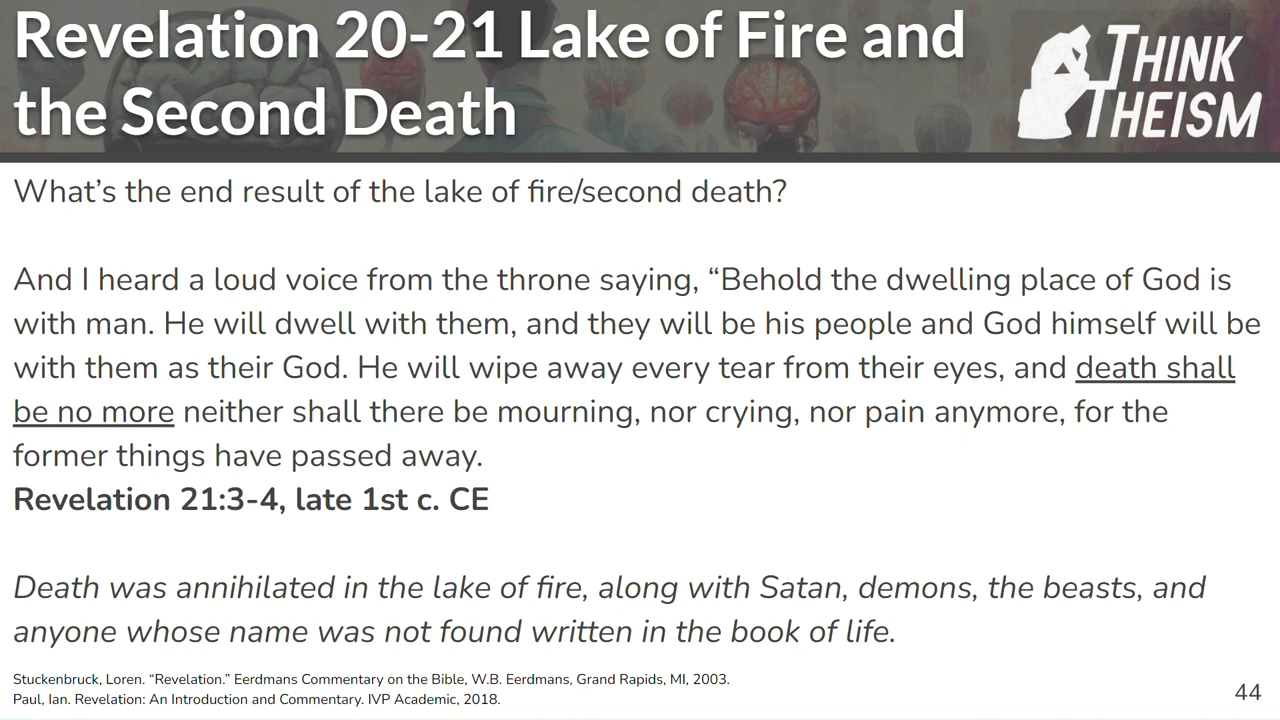 Revelation 20-21 Lake of Fire and
the Second Death
THINK
THEISM
What’s the end result of the lake of fire/second death?
And I heard a loud voice from the throne saying, “Behold the dwelling place of God is
with man. He will dwell with them, and they will be his people and God himself will be
with them as their God. He will wipe away every tear from their eyes, and death shall
be no more neither shall there be mourning, nor crying, nor pain anymore, for the
former things have passed away.
Revelation 21:3-4, late 1st c. CE
Death was annihilated in the lake of fire, along with Satan, demons, the beasts, and
anyone whose name was not found written in the book of life.
Stuckenbruck, Loren. “Revelation.” Eerdmans Commentary on the Bible, W.B. Eerdmans, Grand Rapids, MI, 2003.
Paul, Ian. Revelation: An Introduction and Commentary. IVP Academic, 2018.
44